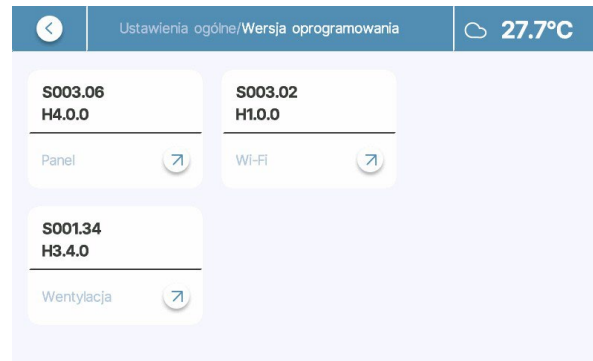 Ustawienia ogólne/Wersja oprogramowania
27.7°C
S003.06
H4.0.0
Panel
S003.02
H1.0.0
Wi-Fi
S001.34
H3.4.0
Wentylacja